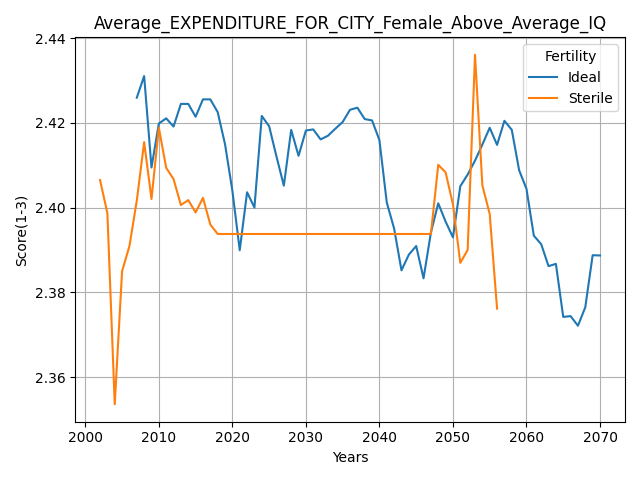 Average_EXPENDITURE_FOR_CITY_Female_Above_Average_IQ
Score(1-3)
2.44
2.42
2.40
2.38
2.36
Fertility
Ideal
Sterile
2000 2010 2020 2030 2040 2050 2060 2070
Years